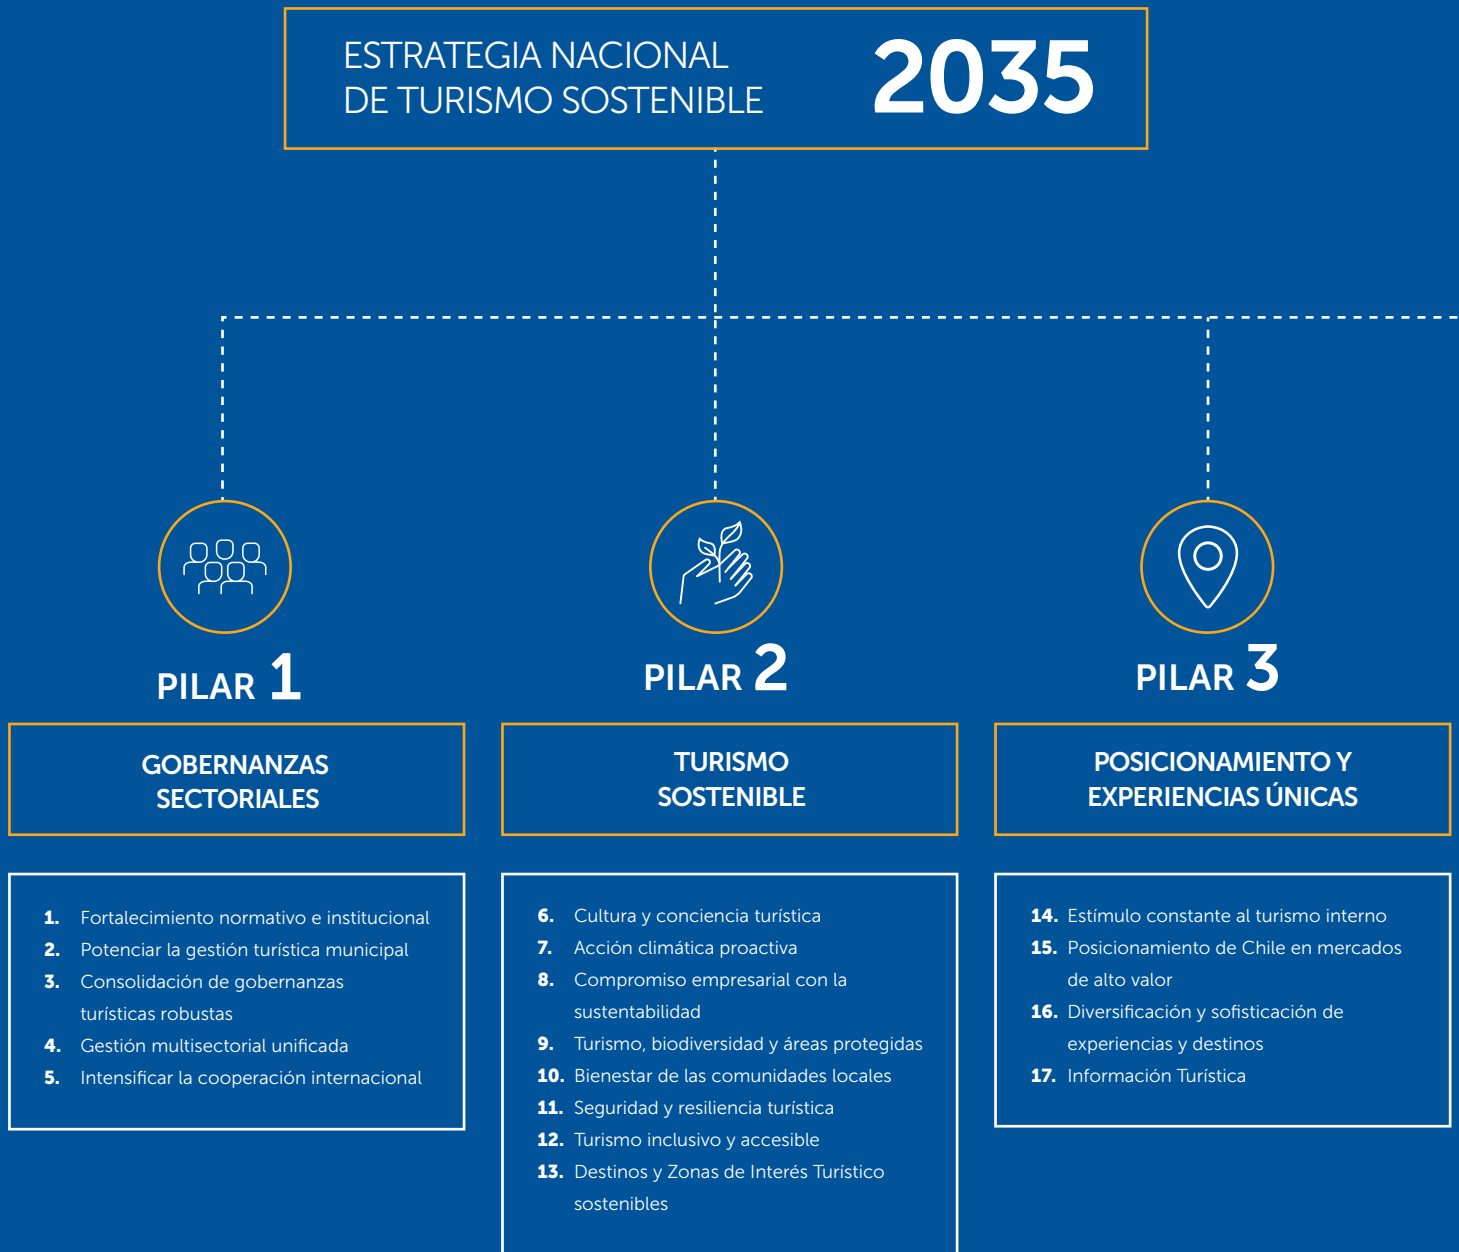 ESTRATEGIA NACIONAL
DE TURISMO SOSTENIBLE
2035
PILAR 1
GOBERNANZAS
SECTORIALES
1. Fortalecimiento normativo e institucional
2. Potenciar la gestión turística municipal
3. Consolidación de gobernanzas
turísticas robustas
4. Gestión multisectorial unificada
5. Intensificar la cooperación internacional
PILAR 2
TURISMO
SOSTENIBLE
6. Cultura y conciencia turística
7. Acción climática proactiva
8. Compromiso empresarial con la
sustentabilidad
9. Turismo, biodiversidad y áreas protegidas
10. Bienestar de las comunidades locales
11. Seguridad y resiliencia turística
12. Turismo inclusivo y accesible
13. Destinos y Zonas de Interés Turístico
sostenibles
PILAR 3
POSICIONAMIENTO Y
EXPERIENCIAS ÚNICAS
14. Estímulo constante al turismo interno
15. Posicionamiento de Chile en mercados
de alto valor
16. Diversificación y sofisticación de
experiencias y destinos
17. Información Turística